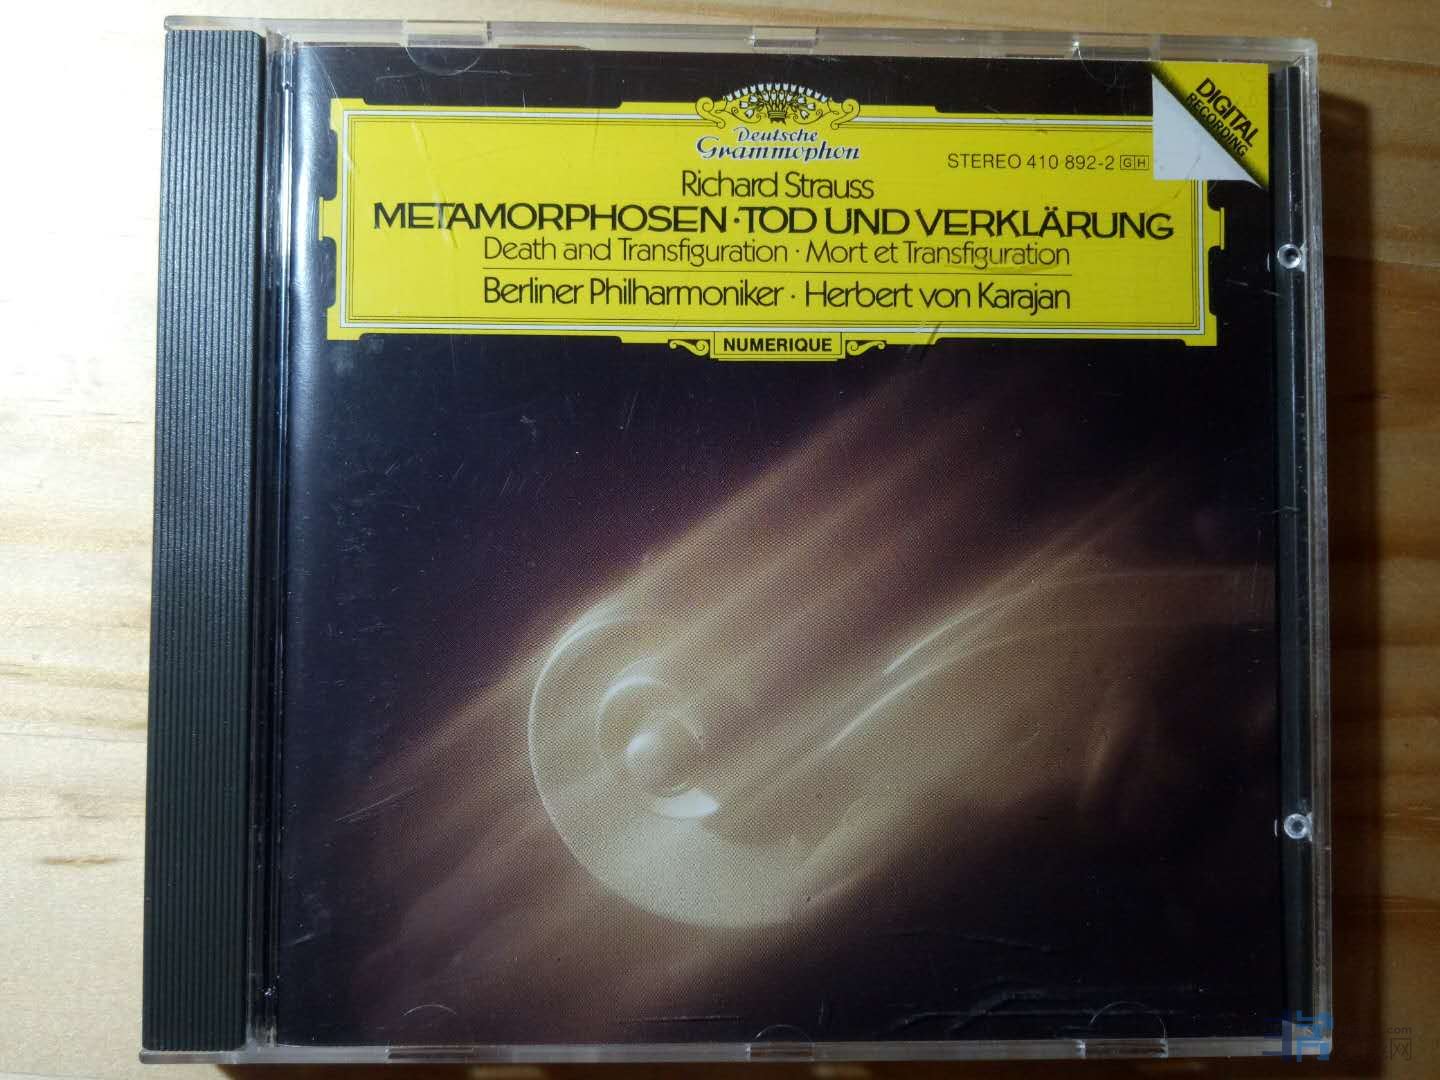 DIGITAL
RECORDING
Deutsche
Grammophon
STEREO 410 892-2 GH
Richard Strauss
METAMORPHOSEN · TOD UND VERKLÄRUNG
Death and Transfiguration · Mort et Transfiguration
Berliner Philharmoniker · Herbert von Karajan
NUMERIQUE